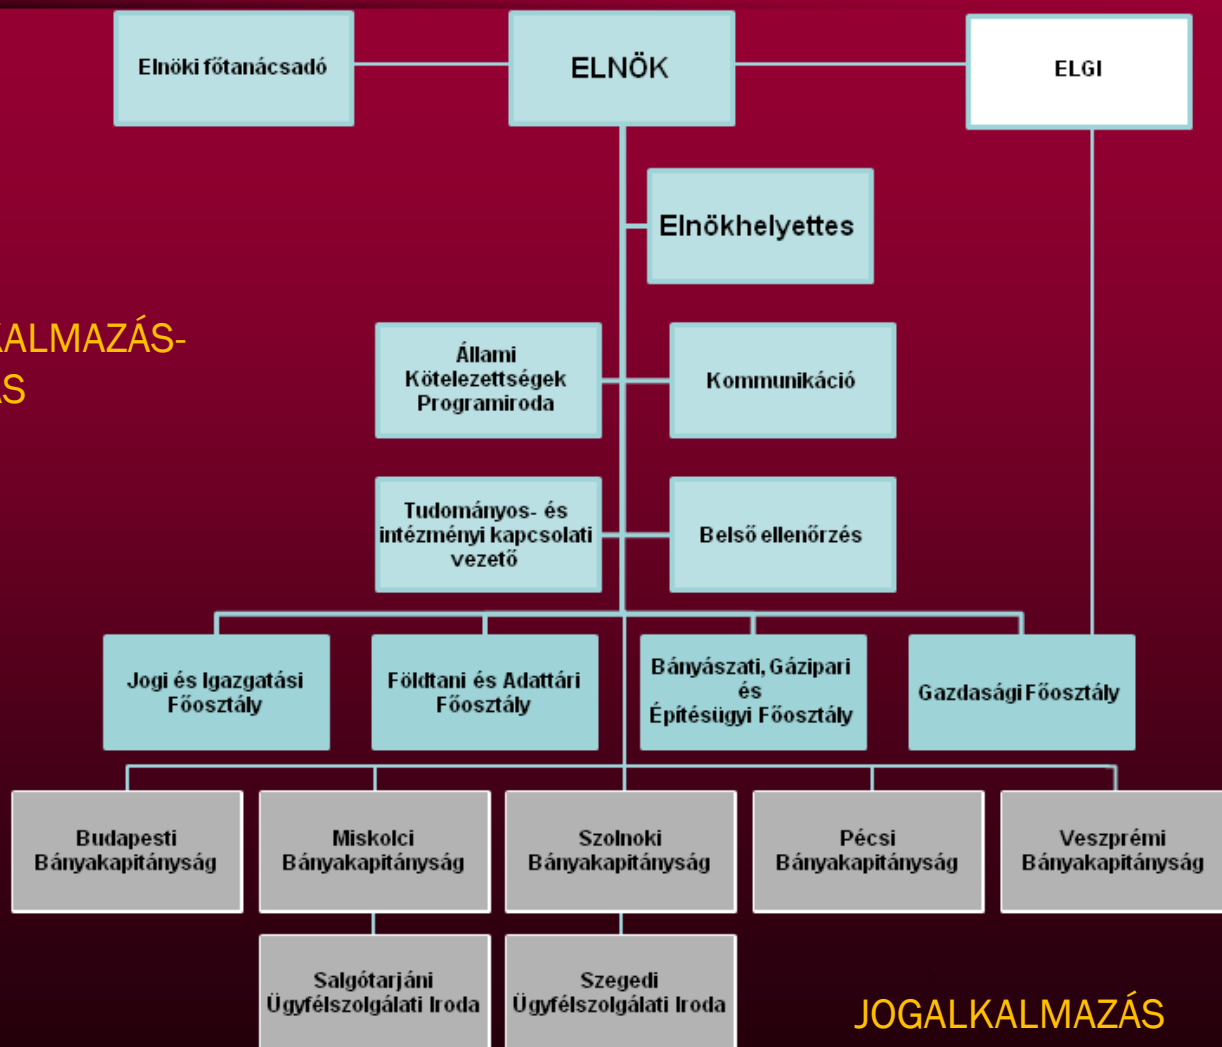 Elnöki főtanácsadó
ELNÖK
ELGI
Elnökhelyettes
KALMAZÁS-
ÁS
Állami
Kötelezettségek
Programiroda
Kommunikáció
Tudományos- és
intézményi kapcsolati
vezető
Belső ellenőrzés
Jogi és Igazgatási
Főosztály
Földtani és Adattári
Főosztály
Bányászati, Gázipari
és
Építésügyi Főosztály
Gazdasági Főosztály
Budapesti
Bányakapitányság
Miskolci
Bányakapitányság
Szolnoki
Bányakapitányság
Pécsi
Bányakapitányság
Veszprémi
Bányakapitányság
Salgótarjáni
Ügyfélszolgálati Iroda
Szegedi
Ügyfélszolgálati Iroda
JOGALKALMAZÁS